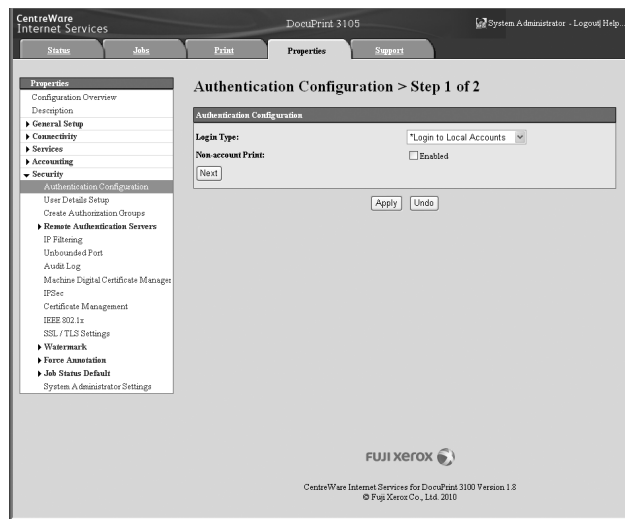 CentreWare
Internet Services
DocuPrint 3105
System Administrator - Logout| Help...
Status
Jobs
Print
Properties
Support
Properties
Configuration Overview
Description
General Setup
Connectivity
Services
Accounting
Security
Authentication Configuration
User Details Setup
Create Authorization Groups
Remote Authentication Servers
IP Filtering
Unbounded Port
Audit Log
Machine Digital Certificate Manager
IPSec
Certificate Management
IEEE 802.1x
SSL / TLS Settings
Watermark
Force Annotation
Job Status Default
System Administrator Settings
Authentication Configuration > Step 1 of 2
Authentication Configuration
Login Type:
*Login to Local Accounts
Non-account Print:
Enabled
Next
Apply
Undo
FUJI xerox
CentreWare Internet Services for DocuPrint 3100 Version 1.8
© Fuji Xerox Co., Ltd. 2010